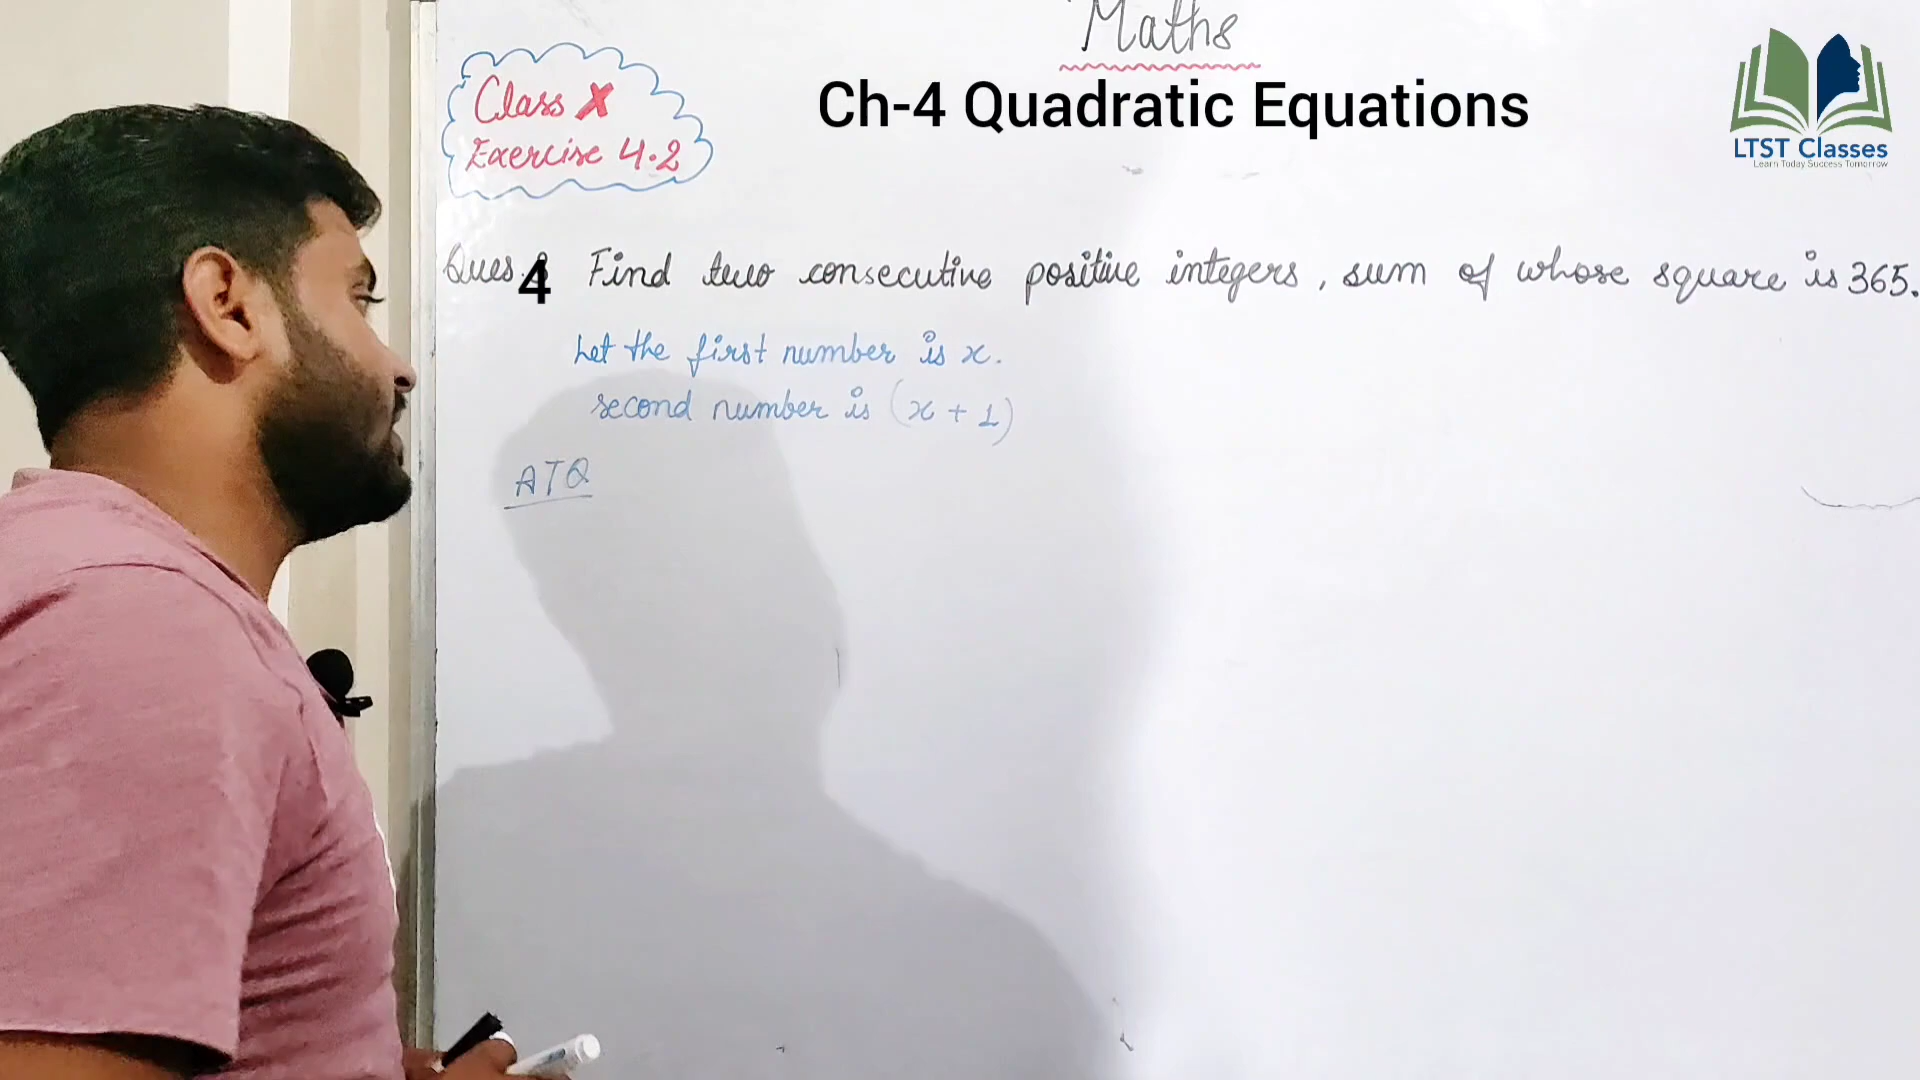 Maths
Class X
Exercise 4.2
Ch-4 Quadratic Equations
LTST Classes
Learn Today Success Tomorrow
Ques. 4 Find two consecutive positive integers, sum of whose square is 365.
Let the first number is x.
second number is (x + 1)
ATQ